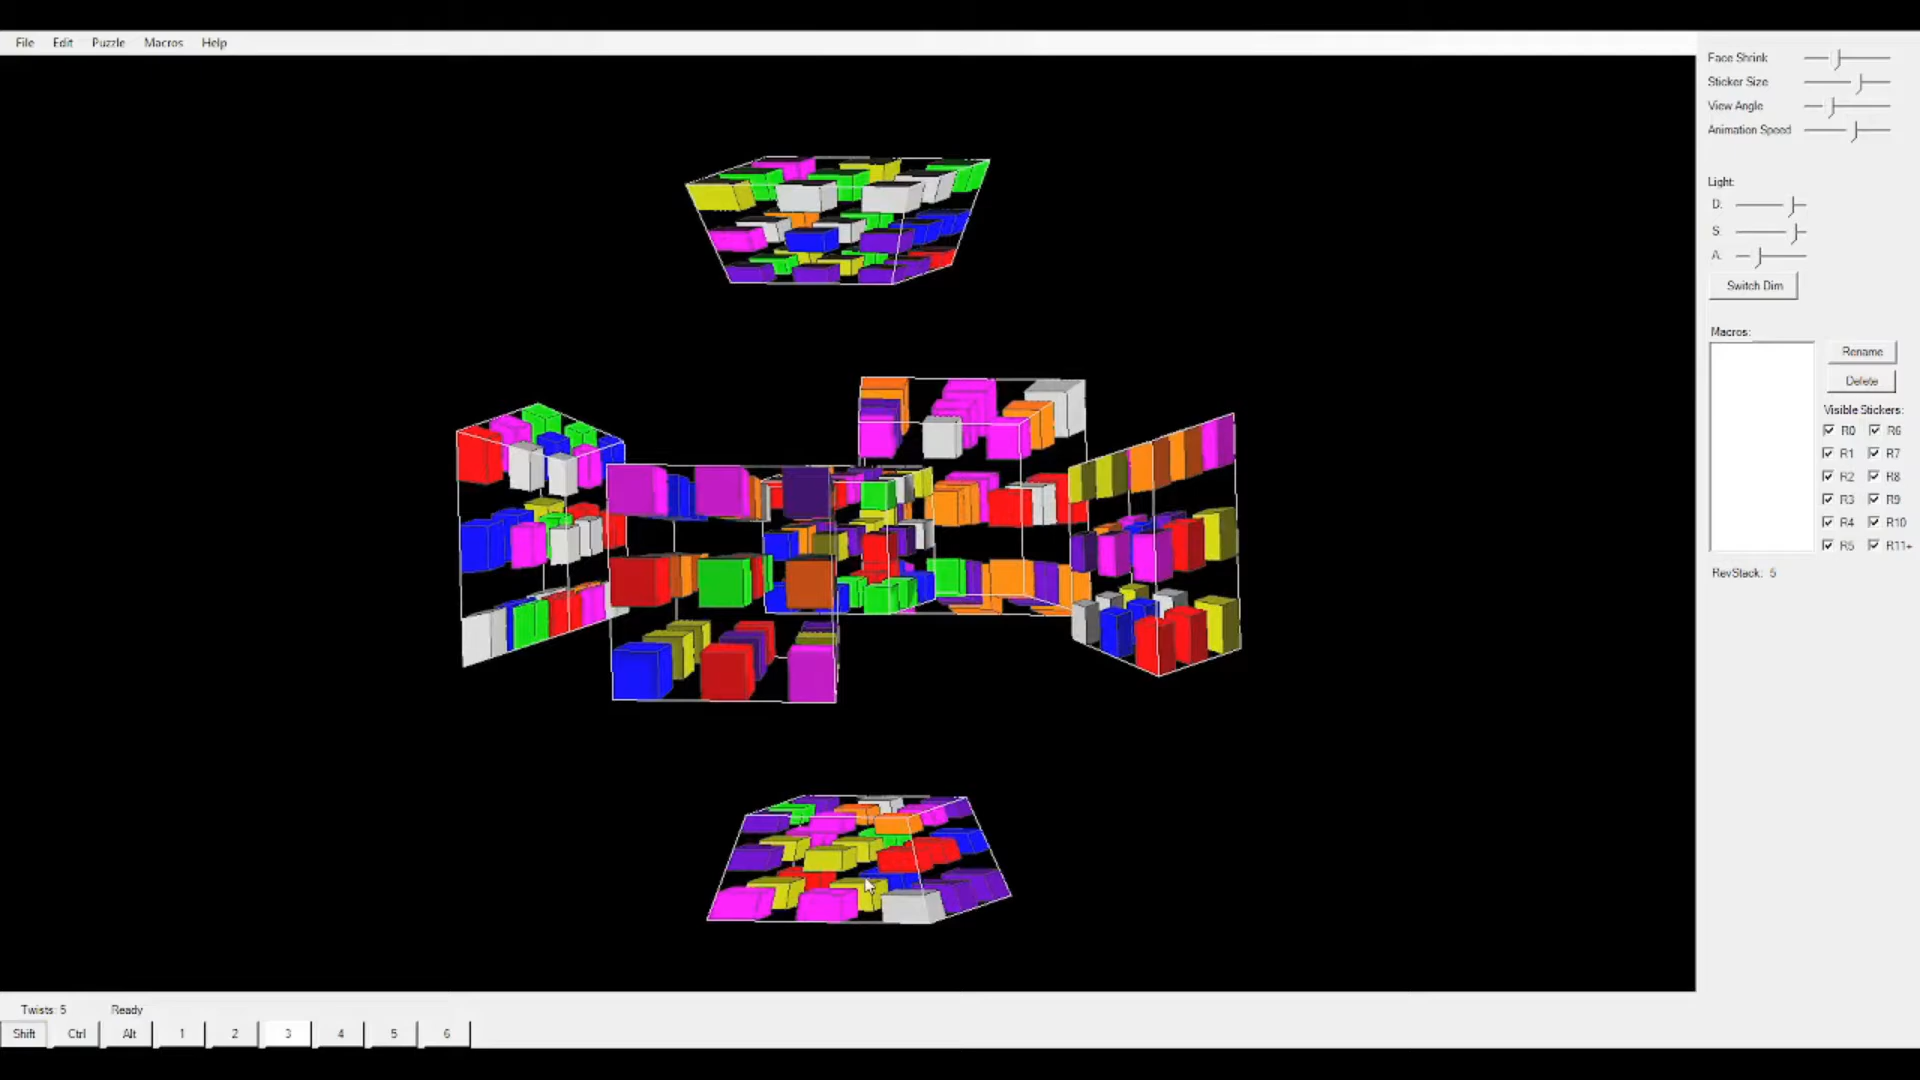 File Edit Puzzle Macros Help
Face Shrink
Sticker Size
View Angle
Animation Speed
Light:
D.
S.
A.
Switch Dim
Macros:
Rename
Delete
Visible Stickers:
R0 R6
R1 R7
R2 R8
R3 R9
R4 R10
R5 R11+
RevStack: 5
Twists: 5 Ready
Shift Ctrl Alt 1 2 3 4 5 6